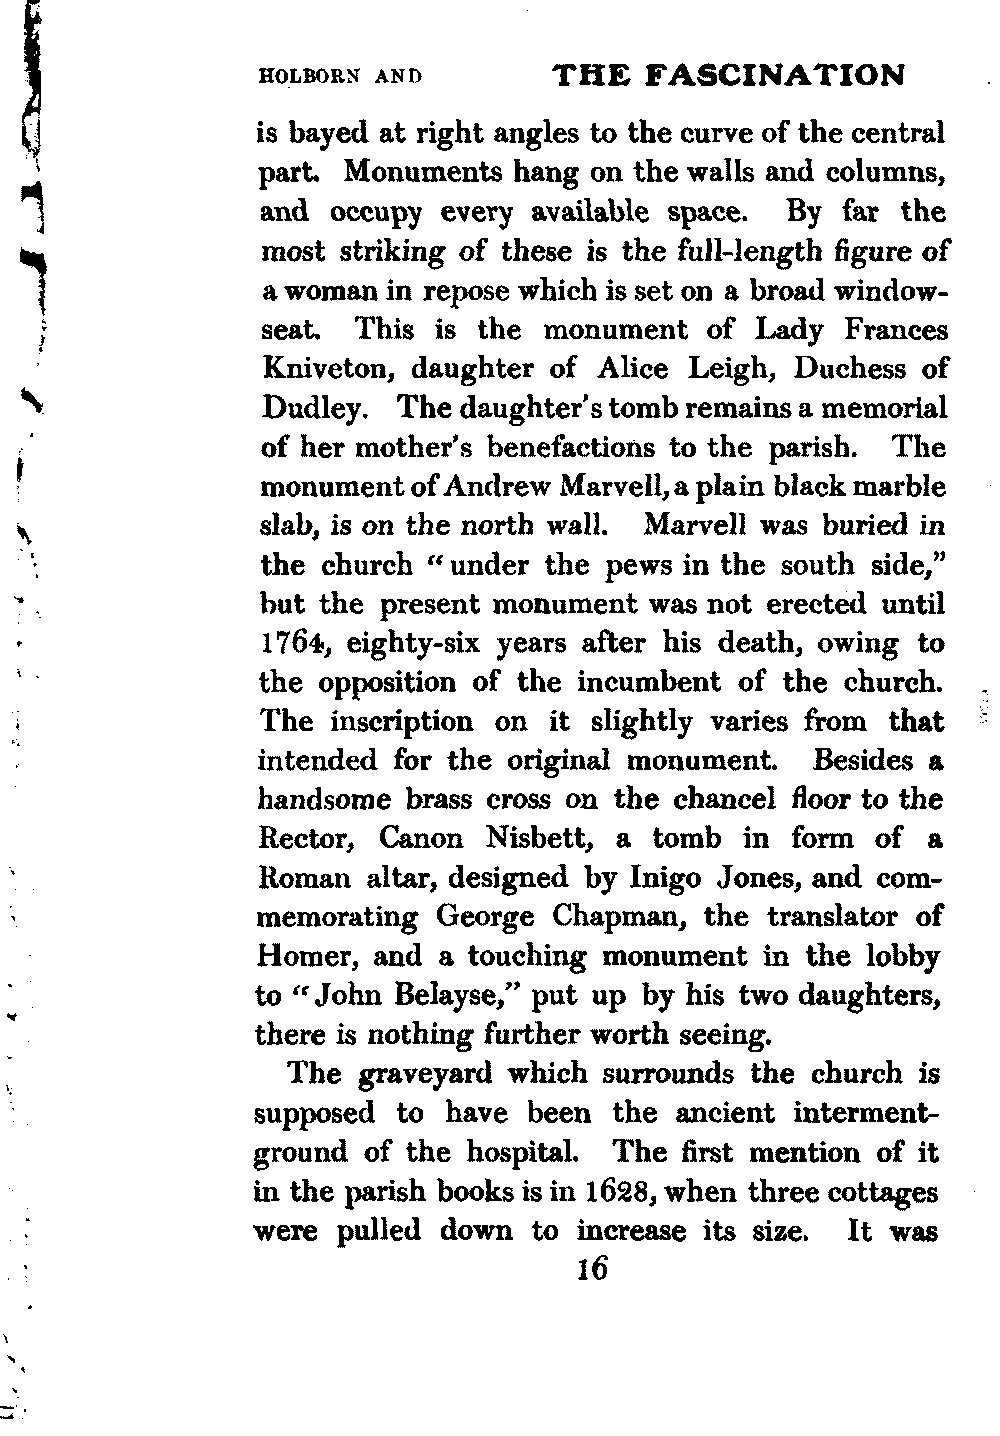 HOLBORN AND THE FASCINATION
is bayed at right angles to the curve of the central
part. Monuments hang on the walls and columns,
and occupy every available space. By far the
most striking of these is the full-length figure of
a woman in repose which is set on a broad window-
seat. This is the monument of Lady Frances
Kniveton, daughter of Alice Leigh, Duchess of
Dudley. The daughter's tomb remains a memorial
of her mother's benefactions to the parish. The
monument of Andrew Marvell, a plain black marble
slab, is on the north wall. Marvell was buried in
the church “under the pews in the south side,”
but the present monument was not erected until
1764, eighty-six years after his death, owing to
the opposition of the incumbent of the church.
The inscription on it slightly varies from that
intended for the original monument. Besides a
handsome brass cross on the chancel floor to the
Rector, Canon Nisbett, a tomb in form of a
Roman altar, designed by Inigo Jones, and com-
memorating George Chapman, the translator of
Homer, and a touching monument in the lobby
to “John Belayse,” put up by his two daughters,
there is nothing further worth seeing.
The graveyard which surrounds the church is
supposed to have been the ancient interment-
ground of the hospital. The first mention of it
in the parish books is in 1628, when three cottages
were pulled down to increase its size. It was
16